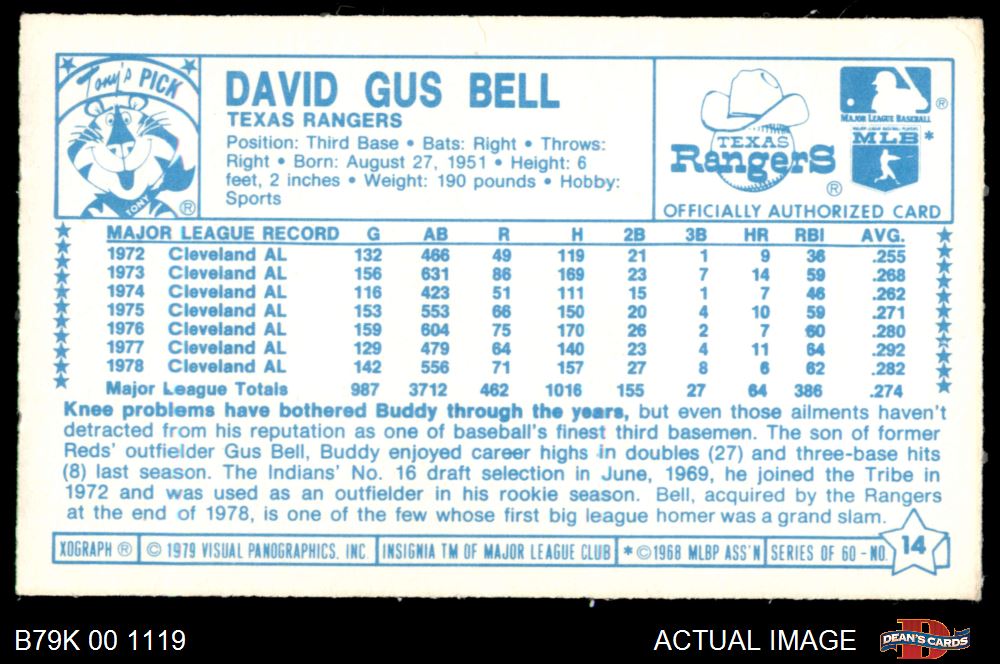 Tony's PICK
TONY
®
DAVID GUS BELL
TEXAS RANGERS
Position: Third Base • Bats: Right • Throws:
Right • Born: August 27, 1951 • Height: 6
feet, 2 inches • Weight: 190 pounds • Hobby:
Sports
TEXAS
Rangers
®
MAJOR LEAGUE BASEBALL
®
MAJOR LEAGUE BASEBALL PLAYERS
MLB *
OFFICIALLY AUTHORIZED CARD
MAJOR LEAGUE RECORD G AB R H 2B 3B HR RBI AVG.
1972 Cleveland AL 132 466 49 119 21 1 9 36 .255
1973 Cleveland AL 156 631 86 169 23 7 14 59 .268
1974 Cleveland AL 116 423 51 111 15 1 7 46 .262
1975 Cleveland AL 153 553 66 150 20 4 10 59 .271
1976 Cleveland AL 159 604 75 170 26 2 7 60 .280
1977 Cleveland AL 129 479 64 140 23 4 11 64 .292
1978 Cleveland AL 142 556 71 157 27 8 6 62 .282
Major League Totals 987 3712 462 1016 155 27 64 386 .274
Knee problems have bothered Buddy through the years, but even those ailments haven't
detracted from his reputation as one of baseball's finest third basemen. The son of former
Reds' outfielder Gus Bell, Buddy enjoyed career highs in doubles (27) and three-base hits
(8) last season. The Indians' No. 16 draft selection in June, 1969, he joined the Tribe in
1972 and was used as an outfielder in his rookie season. Bell, acquired by the Rangers
at the end of 1978, is one of the few whose first big league homer was a grand slam.
XOGRAPH ® © 1979 VISUAL PANOGRAPHICS, INC. INSIGNIA TM OF MAJOR LEAGUE CLUB * © 1968 MLBP ASS'N SERIES OF 60 - NO. 14
B79K 00 1119
ACTUAL IMAGE
D
DEAN'S CARDS